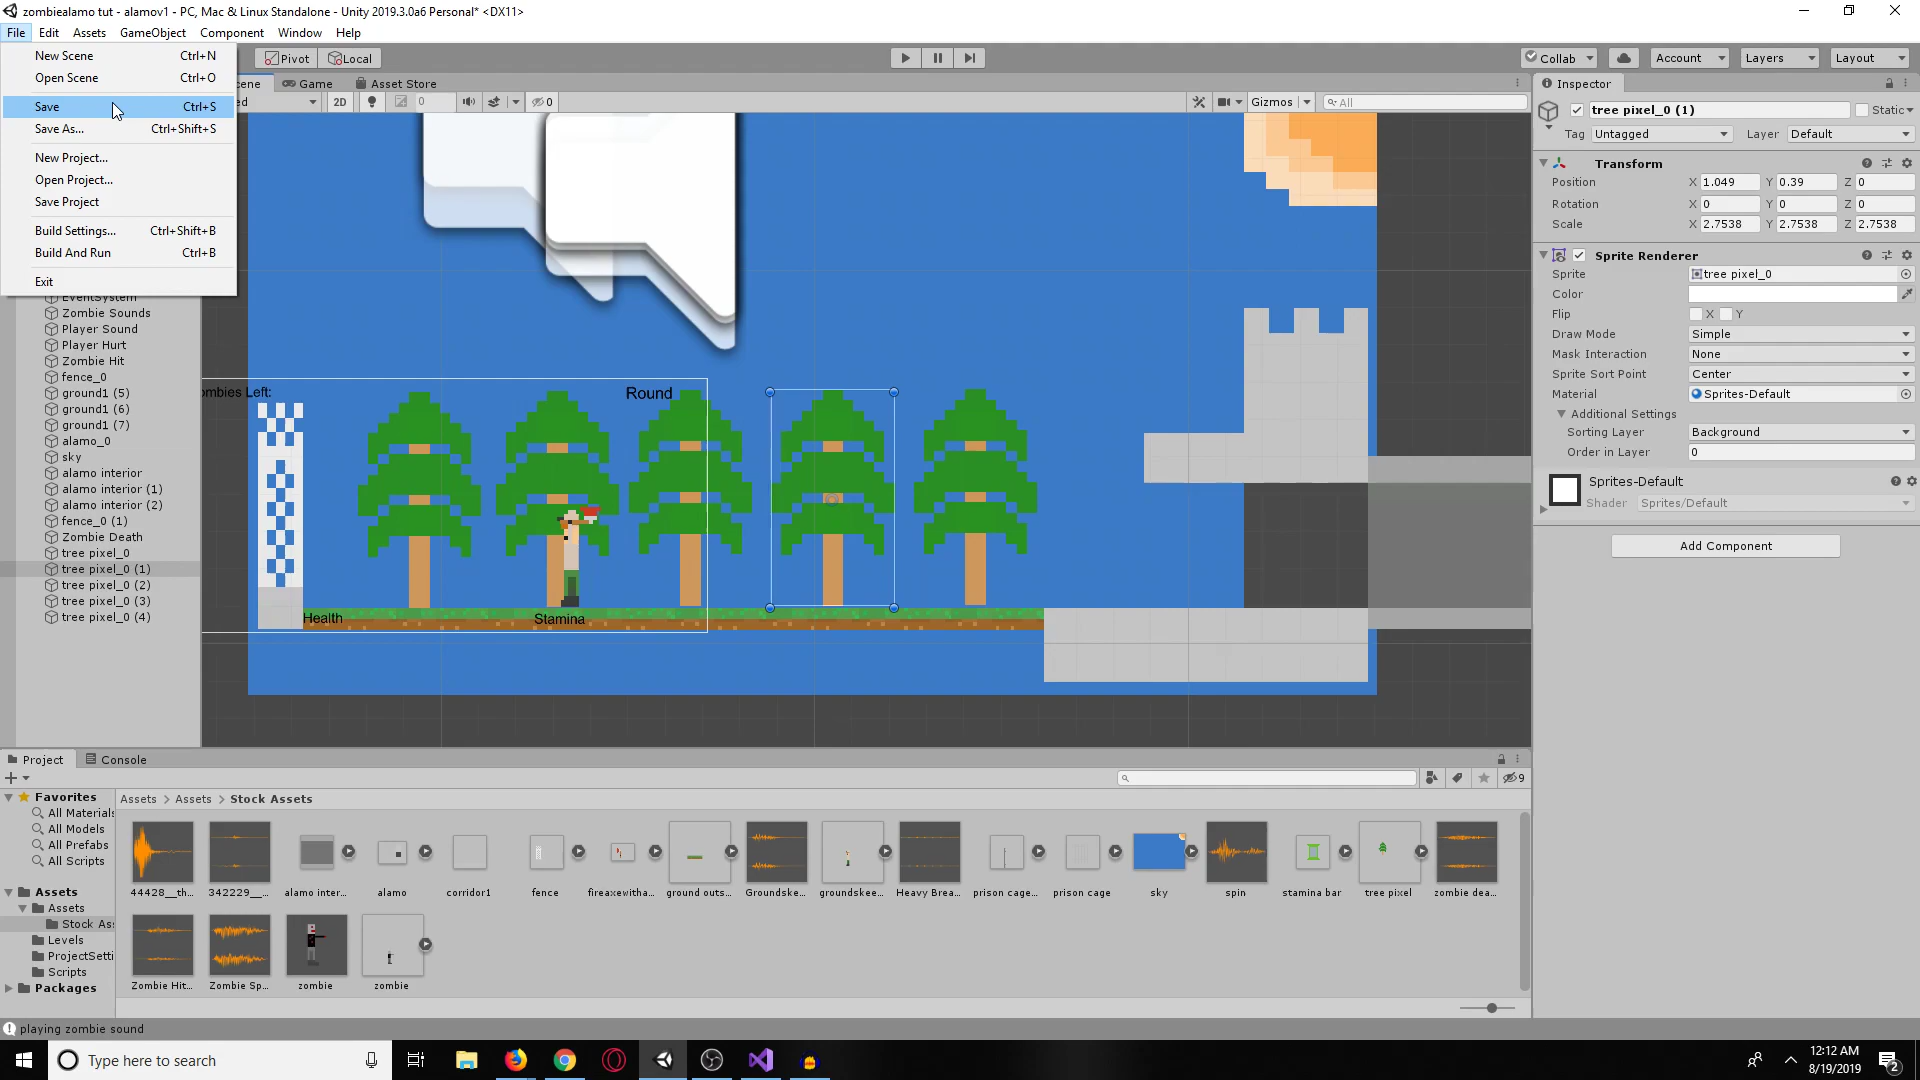 zombiealamo tut - alamov1 - PC, Mac & Linux Standalone - Unity 2019.3.0a6 Personal* <DX11>
File Edit Assets GameObject Component Window Help
New Scene Ctrl+N
Open Scene Ctrl+O
Save Ctrl+S
Save As... Ctrl+Shift+S
New Project...
Open Project...
Save Project
Build Settings... Ctrl+Shift+B
Build And Run Ctrl+B
Exit
Pivot Local
Collab Account Layers Layout
Game Asset Store
2D 0 0 Gizmos All
EventSystem
Zombie Sounds
Player Sound
Player Hurt
Zombie Hit
fence_0
ground1 (5)
ground1 (6)
ground1 (7)
alamo_0
sky
alamo interior
alamo interior (1)
alamo interior (2)
fence_0 (1)
Zombie Death
tree pixel_0
tree pixel_0 (1)
tree pixel_0 (2)
tree pixel_0 (3)
tree pixel_0 (4)
ombies Left:
Round
Health
Stamina
Inspector
tree pixel_0 (1) Static
Tag Untagged Layer Default
Transform
Position X 1.049 Y 0.39 Z 0
Rotation X 0 Y 0 Z 0
Scale X 2.7538 Y 2.7538 Z 2.7538
Sprite Renderer
Sprite tree pixel_0
Color
Flip X Y
Draw Mode Simple
Mask Interaction None
Sprite Sort Point Center
Material Sprites-Default
Additional Settings
Sorting Layer Background
Order in Layer 0
Sprites-Default
Shader Sprites/Default
Add Component
Project Console
9
Favorites
All Materials
All Models
All Prefabs
All Scripts
Assets
Assets
Stock Ass
Levels
ProjectSetti
Scripts
Packages
Assets > Assets > Stock Assets
44428__th... 342229__... alamo inter... alamo corridor1 fence fireaxewitha... ground outs... Groundske... groundskee... Heavy Brea... prison cage... prison cage sky spin stamina bar tree pixel zombie dea...
Zombie Hit... Zombie Sp... zombie zombie
playing zombie sound
Type here to search
12:12 AM
8/19/2019
2